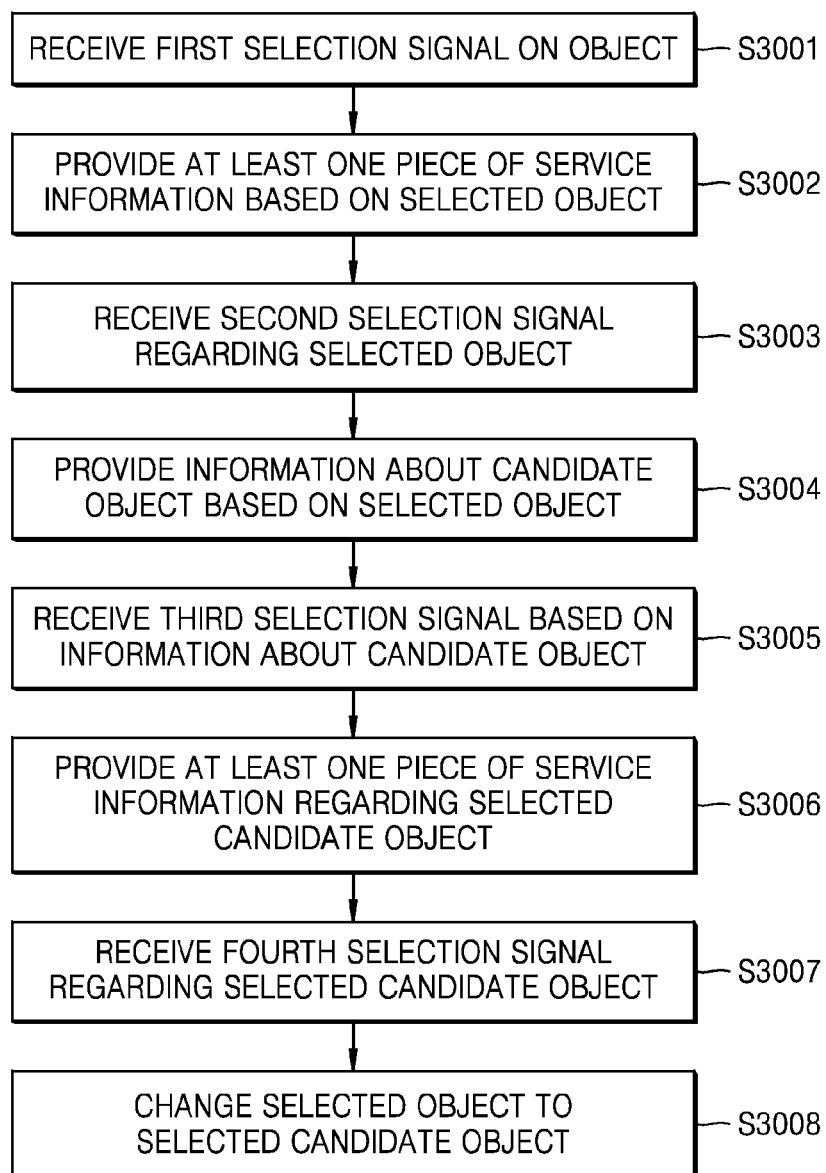 RECEIVE FIRST SELECTION SIGNAL ON OBJECT
S3001
PROVIDE AT LEAST ONE PIECE OF SERVICE
INFORMATION BASED ON SELECTED OBJECT
S3002
RECEIVE SECOND SELECTION SIGNAL
REGARDING SELECTED OBJECT
S3003
PROVIDE INFORMATION ABOUT CANDIDATE
OBJECT BASED ON SELECTED OBJECT
S3004
RECEIVE THIRD SELECTION SIGNAL BASED ON
INFORMATION ABOUT CANDIDATE OBJECT
S3005
PROVIDE AT LEAST ONE PIECE OF SERVICE
INFORMATION REGARDING SELECTED
CANDIDATE OBJECT
S3006
RECEIVE FOURTH SELECTION SIGNAL
REGARDING SELECTED CANDIDATE OBJECT
S3007
CHANGE SELECTED OBJECT TO
SELECTED CANDIDATE OBJECT
S3008